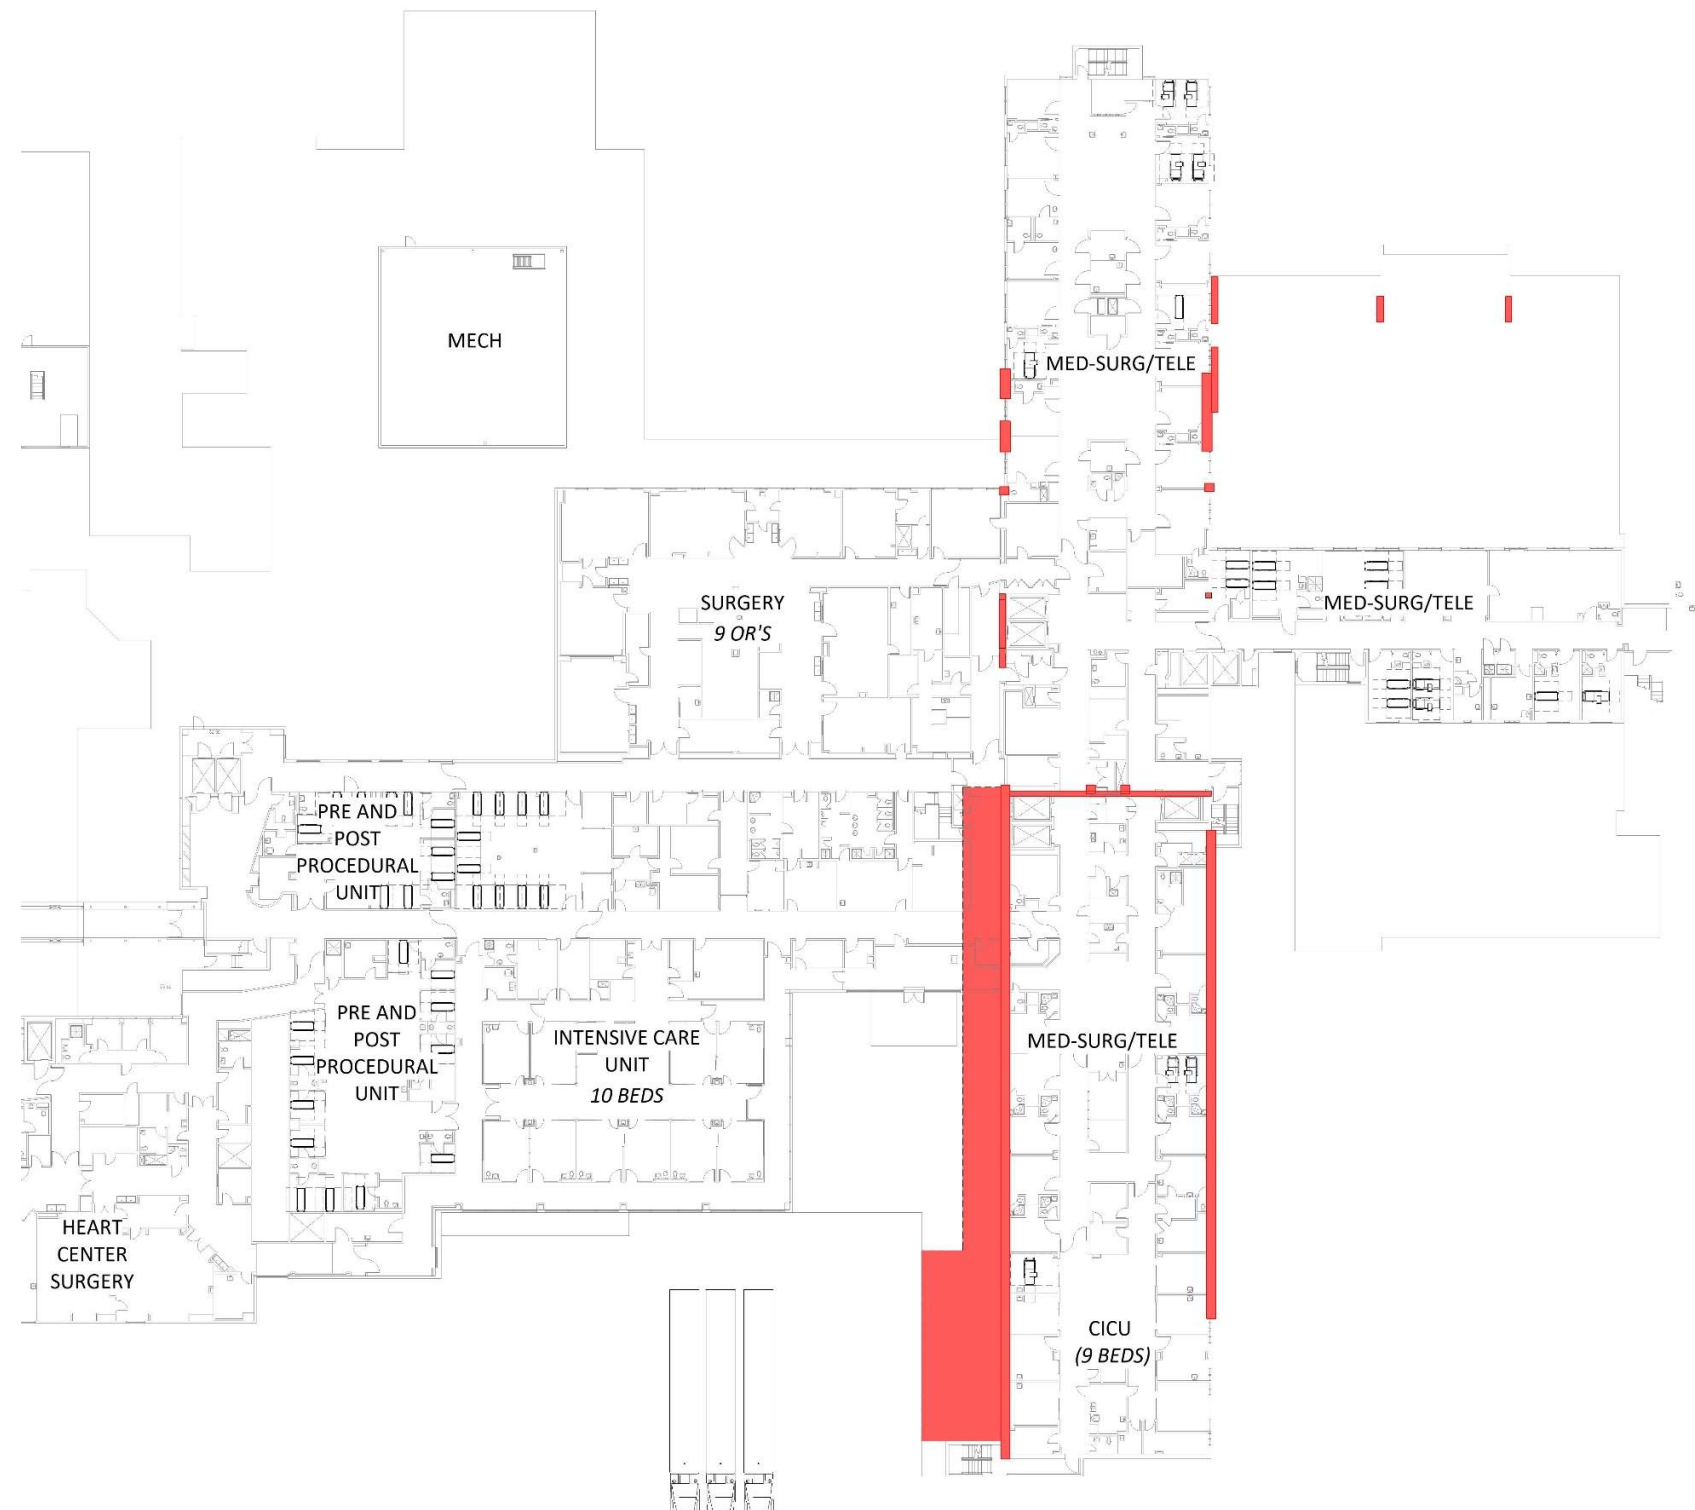 MECH
MED-SURG/TELE
SURGERY
9 OR'S
MED-SURG/TELE
PRE AND
POST
PROCEDURAL
UNIT
PRE AND
POST
PROCEDURAL
UNIT
INTENSIVE CARE
UNIT
10 BEDS
MED-SURG/TELE
HEART
CENTER
SURGERY
CICU
(9 BEDS)